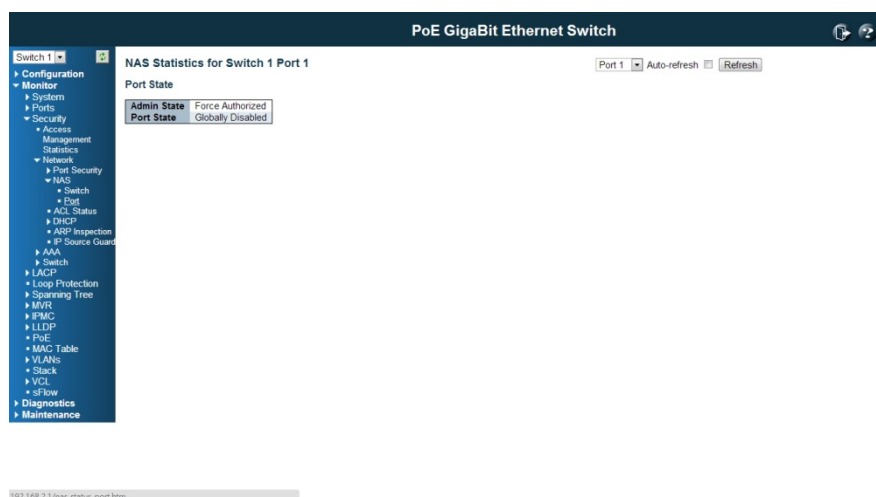 PoE GigaBit Ethernet Switch
Switch 1
Configuration
Monitor
System
Ports
Security
Access
Management
Statistics
Network
Port Security
NAS
Switch
Port
ACL Status
DHCP
ARP Inspection
IP Source Guard
AAA
Switch
LACP
Loop Protection
Spanning Tree
MVR
IPMC
LLDP
PoE
MAC Table
VLANs
Stack
VCL
sFlow
Diagnostics
Maintenance
NAS Statistics for Switch 1 Port 1
Port 1 Auto-refresh Refresh
Port State
Admin State Force Authorized
Port State Globally Disabled